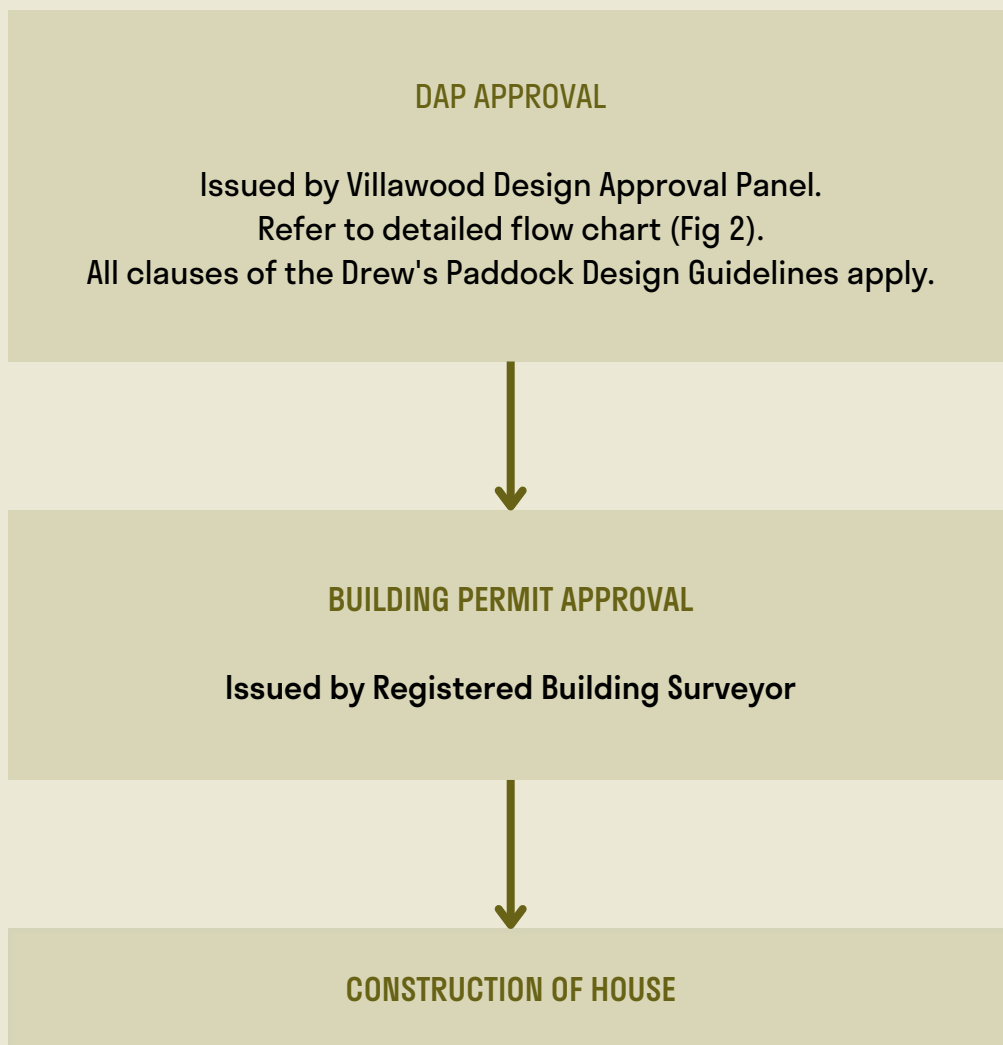 DAP APPROVAL
Issued by Villawood Design Approval Panel.
Refer to detailed flow chart (Fig 2).
All clauses of the Drew's Paddock Design Guidelines apply.
BUILDING PERMIT APPROVAL
Issued by Registered Building Surveyor
CONSTRUCTION OF HOUSE